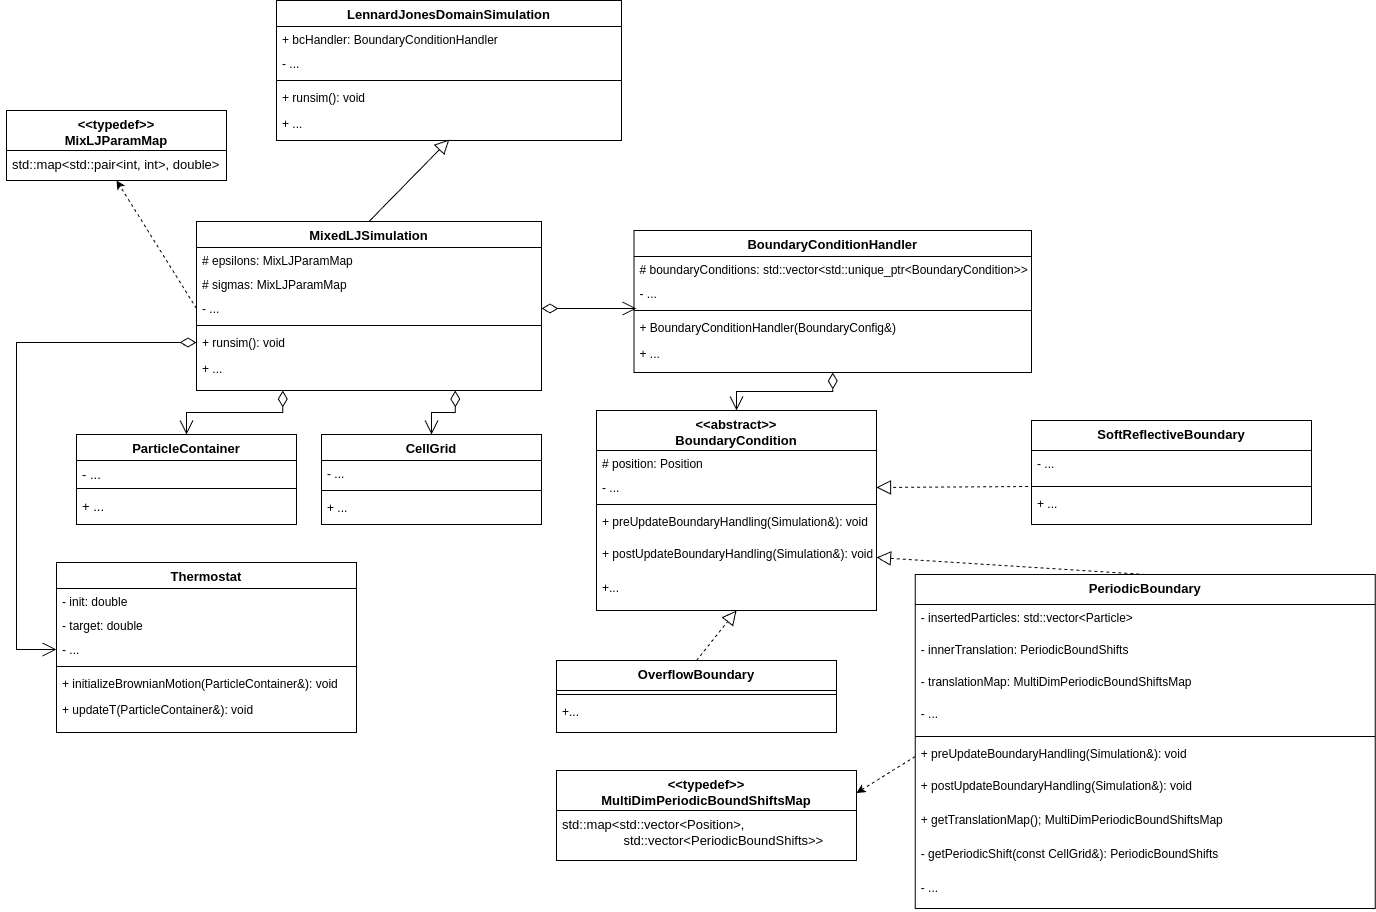 LennardJonesDomainSimulation
+ bcHandler: BoundaryConditionHandler
- ...
+ runsim(): void
+ ...
<<typedef>>
MixLJParamMap
std::map<std::pair<int, int>, double>
MixedLJSimulation
# epsilons: MixLJParamMap
# sigmas: MixLJParamMap
- ...
+ runsim(): void
+ ...
BoundaryConditionHandler
# boundaryConditions: std::vector<std::unique_ptr<BoundaryCondition>>
- ...
+ BoundaryConditionHandler(BoundaryConfig&)
+ ...
ParticleContainer
- ...
+ ...
CellGrid
- ...
+ ...
<<abstract>>
BoundaryCondition
# position: Position
- ...
+ preUpdateBoundaryHandling(Simulation&): void
+ postUpdateBoundaryHandling(Simulation&): void
+...
SoftReflectiveBoundary
- ...
+ ...
Thermostat
- init: double
- target: double
- ...
+ initializeBrownianMotion(ParticleContainer&): void
+ updateT(ParticleContainer&): void
OverflowBoundary
+...
PeriodicBoundary
- insertedParticles: std::vector<Particle>
- innerTranslation: PeriodicBoundShifts
- translationMap: MultiDimPeriodicBoundShiftsMap
- ...
+ preUpdateBoundaryHandling(Simulation&): void
+ postUpdateBoundaryHandling(Simulation&): void
+ getTranslationMap(); MultiDimPeriodicBoundShiftsMap
- getPeriodicShift(const CellGrid&): PeriodicBoundShifts
- ...
<<typedef>>
MultiDimPeriodicBoundShiftsMap
std::map<std::vector<Position>,
std::vector<PeriodicBoundShifts>>